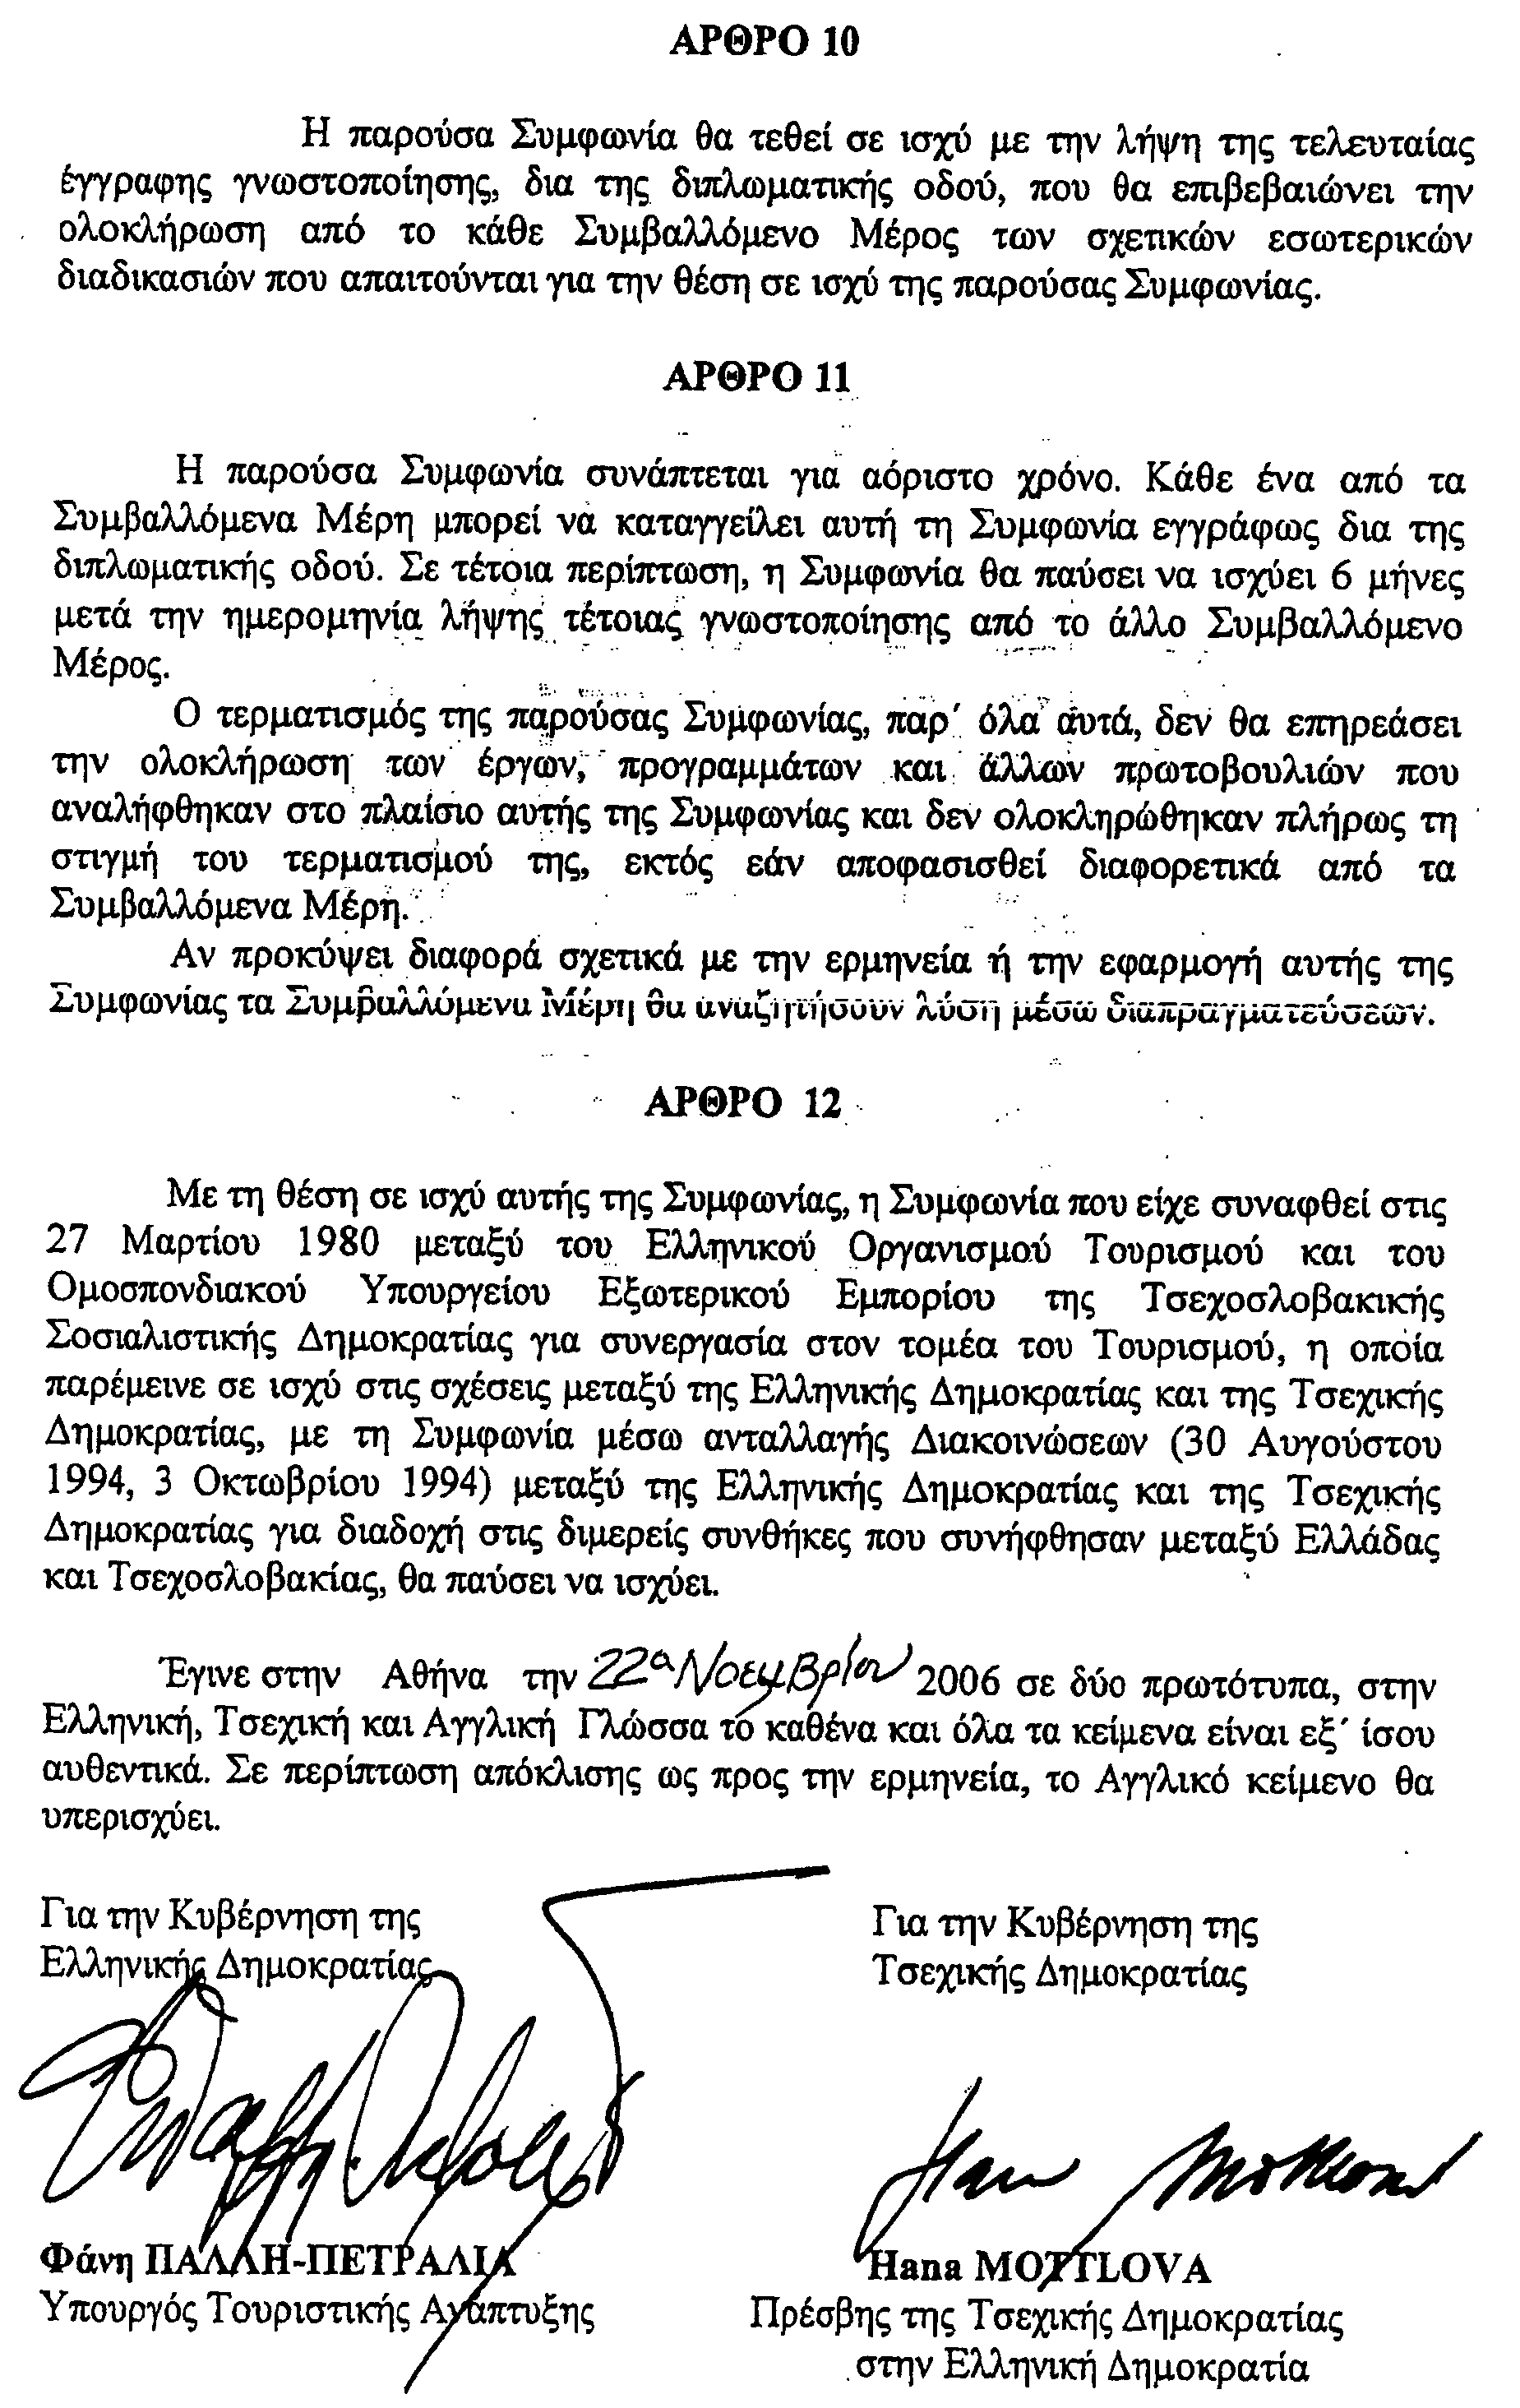 ΑΡΘΡΟ 10
Η παρούσα Συμφωνία θα τεθεί σε ισχύ με την λήψη της τελευταίας
έγγραφης γνωστοποίησης, δια της διπλωματικής οδού, που θα επιβεβαιώνει την
ολοκλήρωση από το κάθε Συμβαλλόμενο Μέρος των σχετικών εσωτερικών
διαδικασιών που απαιτούνται για την θέση σε ισχύ της παρούσας Συμφωνίας.
ΑΡΘΡΟ 11
Η παρούσα Συμφωνία συνάπτεται για αόριστο χρόνο. Κάθε ένα από τα
Συμβαλλόμενα Μέρη μπορεί να καταγγείλει αυτή τη Συμφωνία εγγράφως δια της
διπλωματικής οδού. Σε τέτοια περίπτωση, η Συμφωνία θα παύσει να ισχύει 6 μήνες
μετά την ημερομηνία λήψης τέτοιας γνωστοποίησης από το άλλο Συμβαλλόμενο
Μέρος.
Ο τερματισμός της παρούσας Συμφωνίας, παρ΄ όλα αυτά, δεν θα επηρεάσει
την ολοκλήρωση των έργων, προγραμμάτων και άλλων πρωτοβουλιών που
αναλήφθηκαν στο πλαίσιο αυτής της Συμφωνίας και δεν ολοκληρώθηκαν πλήρως τη
στιγμή του τερματισμού της, εκτός εάν αποφασισθεί διαφορετικά από τα
Συμβαλλόμενα Μέρη.
Αν προκύψει διαφορά σχετικά με την ερμηνεία ή την εφαρμογή αυτής της
Συμφωνίας τα Συμβαλλόμενα Μέρη θα αναζητήσουν λύση μέσω διαπραγματεύσεων.
ΑΡΘΡΟ 12
Με τη θέση σε ισχύ αυτής της Συμφωνίας, η Συμφωνία που είχε συναφθεί στις
27 Μαρτίου 1980 μεταξύ του Ελληνικού Οργανισμού Τουρισμού και του
Ομοσπονδιακού Υπουργείου Εξωτερικού Εμπορίου της Τσεχοσλοβακικής
Σοσιαλιστικής Δημοκρατίας για συνεργασία στον τομέα του Τουρισμού, η οποία
παρέμεινε σε ισχύ στις σχέσεις μεταξύ της Ελληνικής Δημοκρατίας και της Τσεχικής
Δημοκρατίας, με τη Συμφωνία μέσω ανταλλαγής Διακοινώσεων (30 Αυγούστου
1994, 3 Οκτωβρίου 1994) μεταξύ της Ελληνικής Δημοκρατίας και της Τσεχικής
Δημοκρατίας για διαδοχή στις διμερείς συνθήκες που συνήφθησαν μεταξύ Ελλάδας
και Τσεχοσλοβακίας, θα παύσει να ισχύει.
Έγινε στην Αθήνα την 22α Νοεμβρίου 2006 σε δύο πρωτότυπα, στην
Ελληνική, Τσεχική και Αγγλική Γλώσσα το καθένα και όλα τα κείμενα είναι εξ΄ ίσου
αυθεντικά. Σε περίπτωση απόκλισης ως προς την ερμηνεία, το Αγγλικό κείμενο θα
υπερισχύει.
Για την Κυβέρνηση της
Ελληνικής Δημοκρατίας
Φάνη ΠΑΛΛΗ-ΠΕΤΡΑΛΙΑ
Υπουργός Τουριστικής Ανάπτυξης
Για την Κυβέρνηση της
Τσεχικής Δημοκρατίας
Hana Mottlova
Hana MOTTLOVA
Πρέσβης της Τσεχικής Δημοκρατίας
στην Ελληνική Δημοκρατία